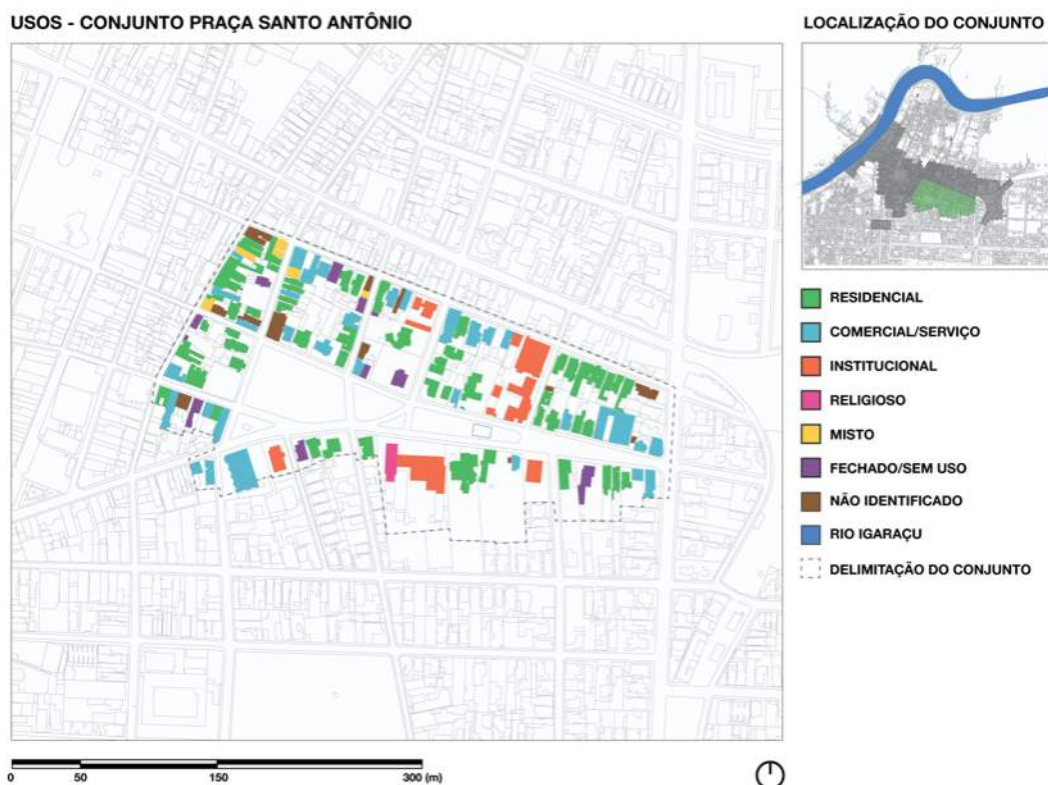 USOS - CONJUNTO PRAÇA SANTO ANTÔNIO
LOCALIZAÇÃO DO CONJUNTO
RESIDENCIAL
COMERCIAL/SERVIÇO
INSTITUCIONAL
RELIGIOSO
MISTO
FECHADO/SEM USO
NÃO IDENTIFICADO
RIO IGARAÇU
DELIMITAÇÃO DO CONJUNTO
0 50 150 300 (m)